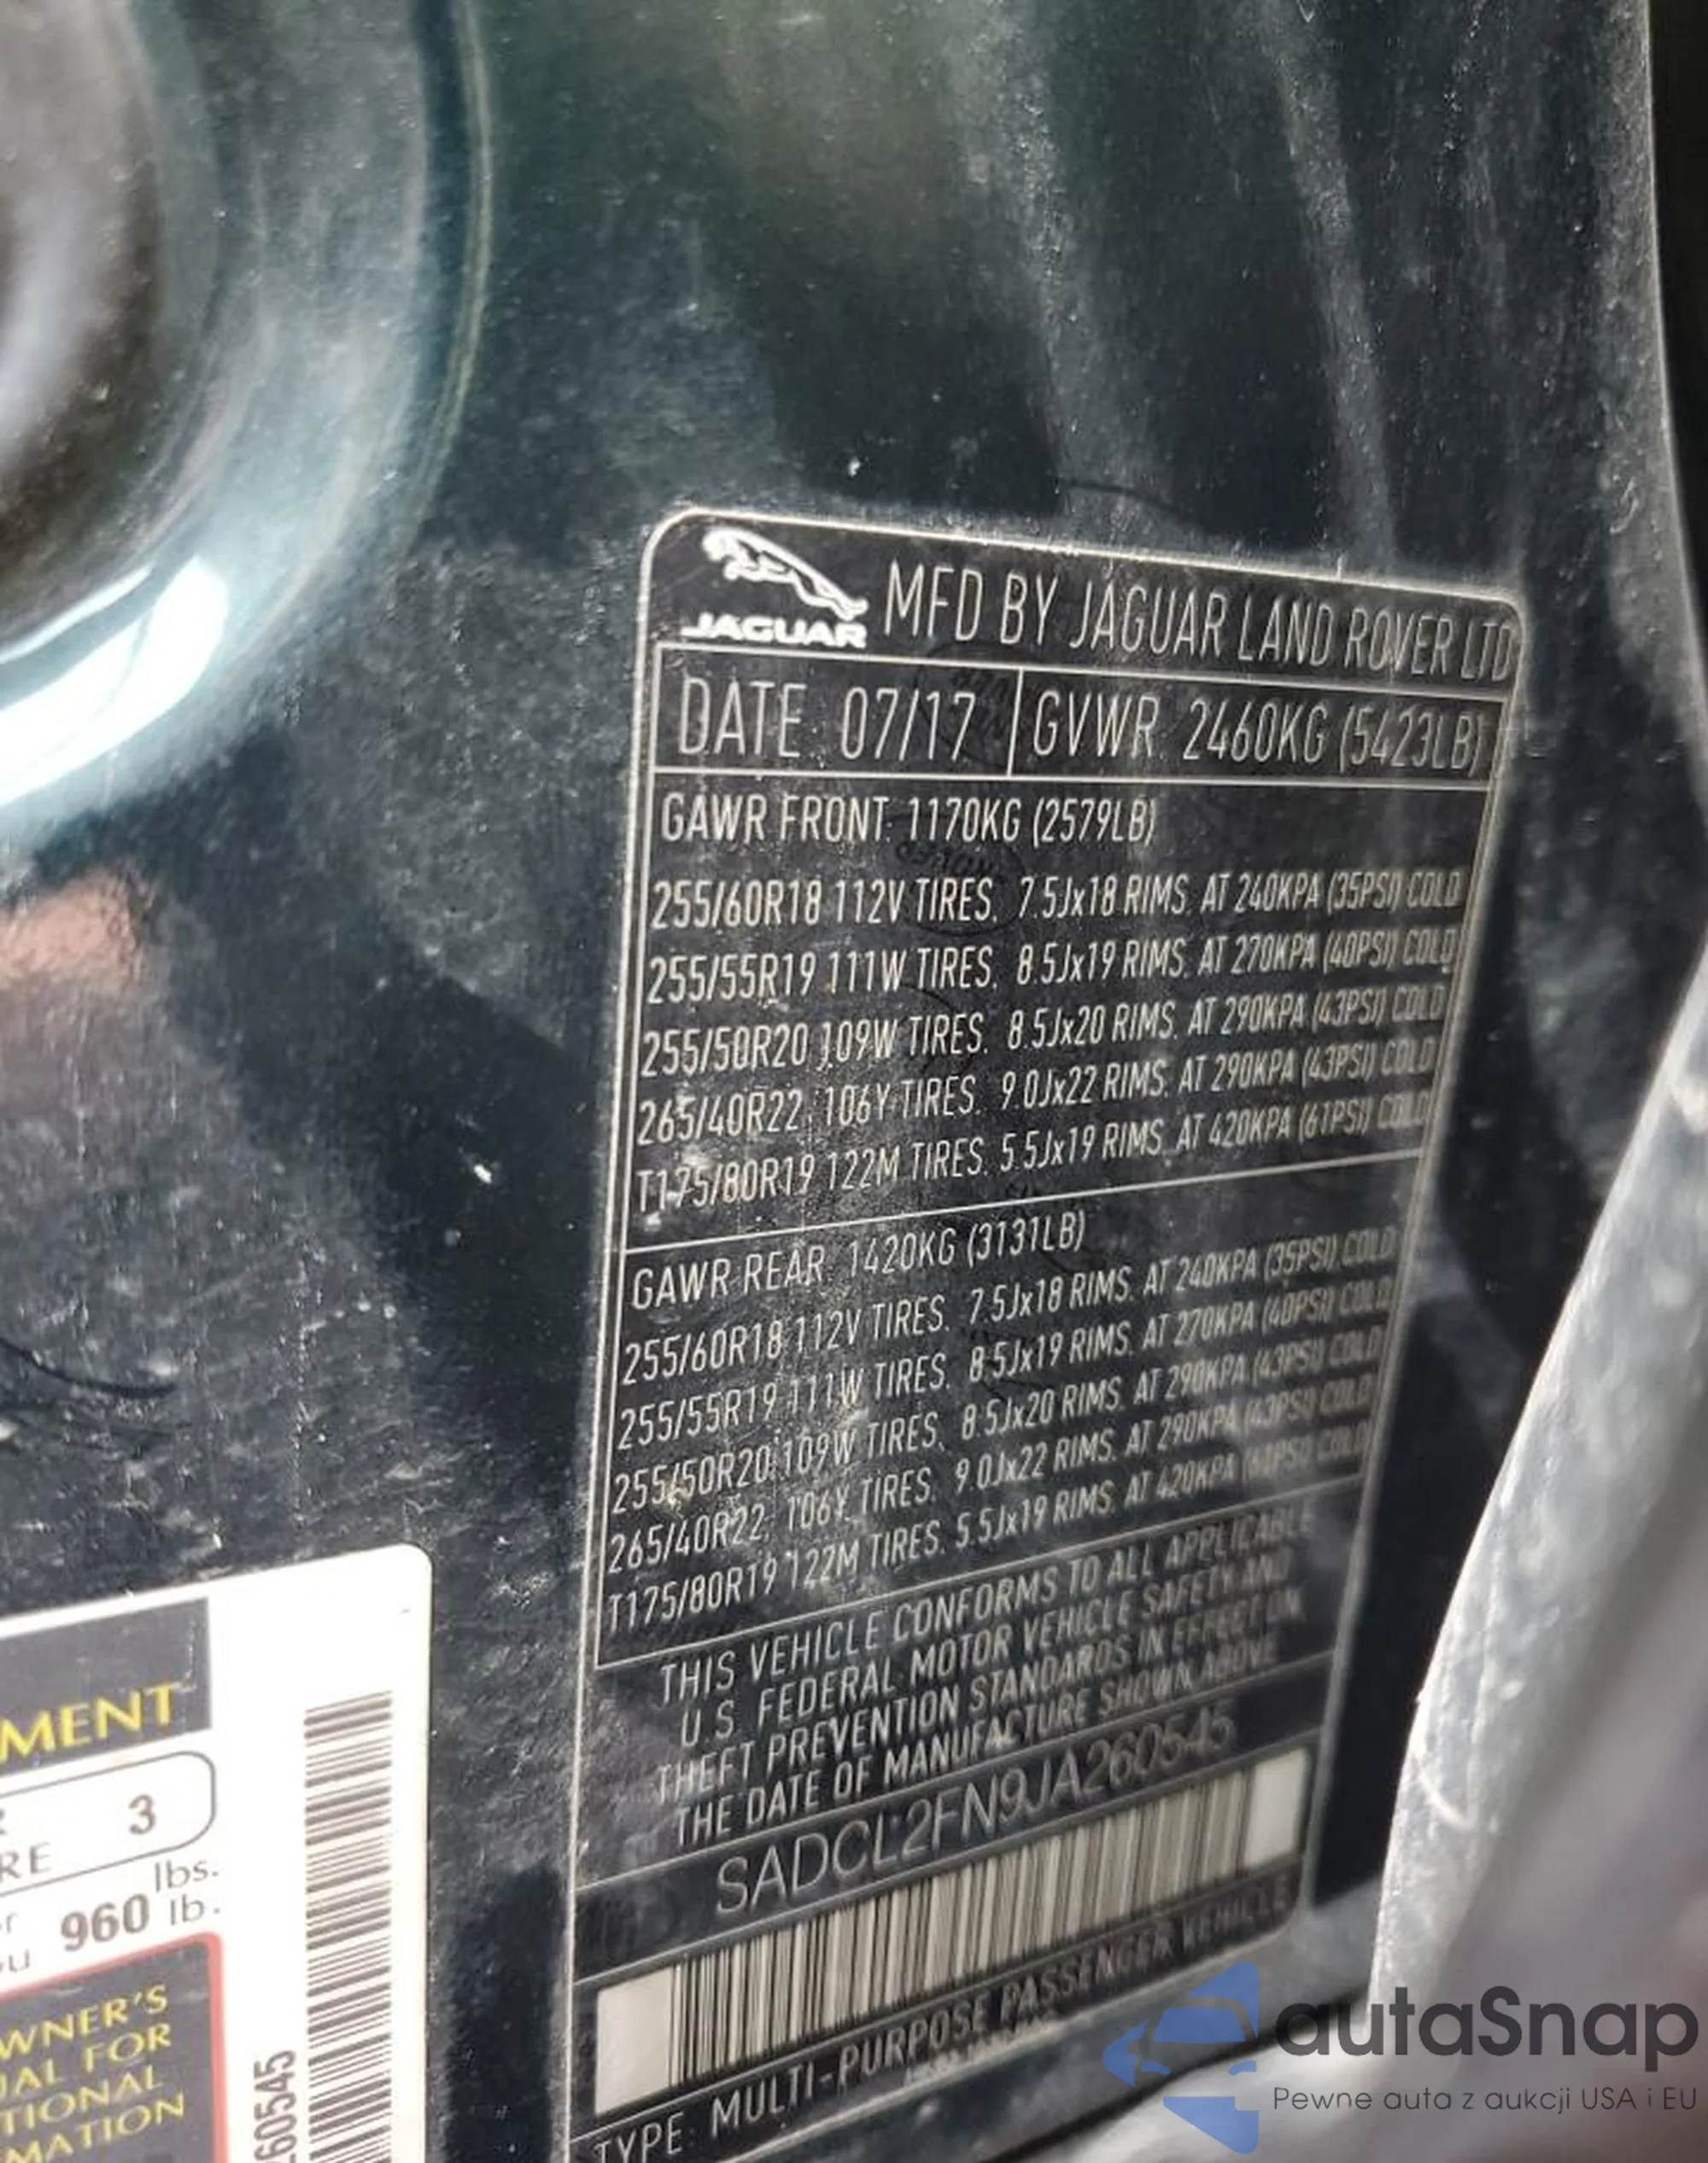 JAGUAR
MFD BY JAGUAR LAND ROVER LTD
DATE: 07/17
GVWR: 2460KG (5423LB)
GAWR FRONT: 1170KG (2579LB)
255/60R18 112V TIRES. 7.5Jx18 RIMS. AT 240KPA (35PSI) COLD
255/55R19 111W TIRES. 8.5Jx19 RIMS. AT 270KPA (40PSI) COLD
255/50R20 109W TIRES. 8.5Jx20 RIMS. AT 290KPA (43PSI) COLD
265/40R22 106Y TIRES. 9.0Jx22 RIMS. AT 290KPA (43PSI) COLD
T175/80R19 122M TIRES. 5.5Jx19 RIMS. AT 420KPA (61PSI) COLD
GAWR REAR: 1420KG (3131LB)
255/60R18 112V TIRES. 7.5Jx18 RIMS. AT 240KPA (35PSI) COLD
255/55R19 111W TIRES. 8.5Jx19 RIMS. AT 270KPA (40PSI) COLD
255/50R20 109W TIRES. 8.5Jx20 RIMS. AT 290KPA (43PSI) COLD
265/40R22 106Y TIRES. 9.0Jx22 RIMS. AT 290KPA (43PSI) COLD
T175/80R19 122M TIRES. 5.5Jx19 RIMS. AT 420KPA COLD
THIS VEHICLE CONFORMS TO ALL APPLICABLE
U.S. FEDERAL MOTOR VEHICLE SAFETY AND
THEFT PREVENTION STANDARDS IN EFFECT ON
THE DATE OF MANUFACTURE SHOWN ABOVE
SADCL2FN9JA260545
TYPE: MULTI-PURPOSE PASSENGER VEHICLE
MENT
R 3
RE
lbs.
960 lb.
WNER'S
AL FOR
TIONAL
MATION
260545
autaSnap
Pewne auta z aukcji USA i EU